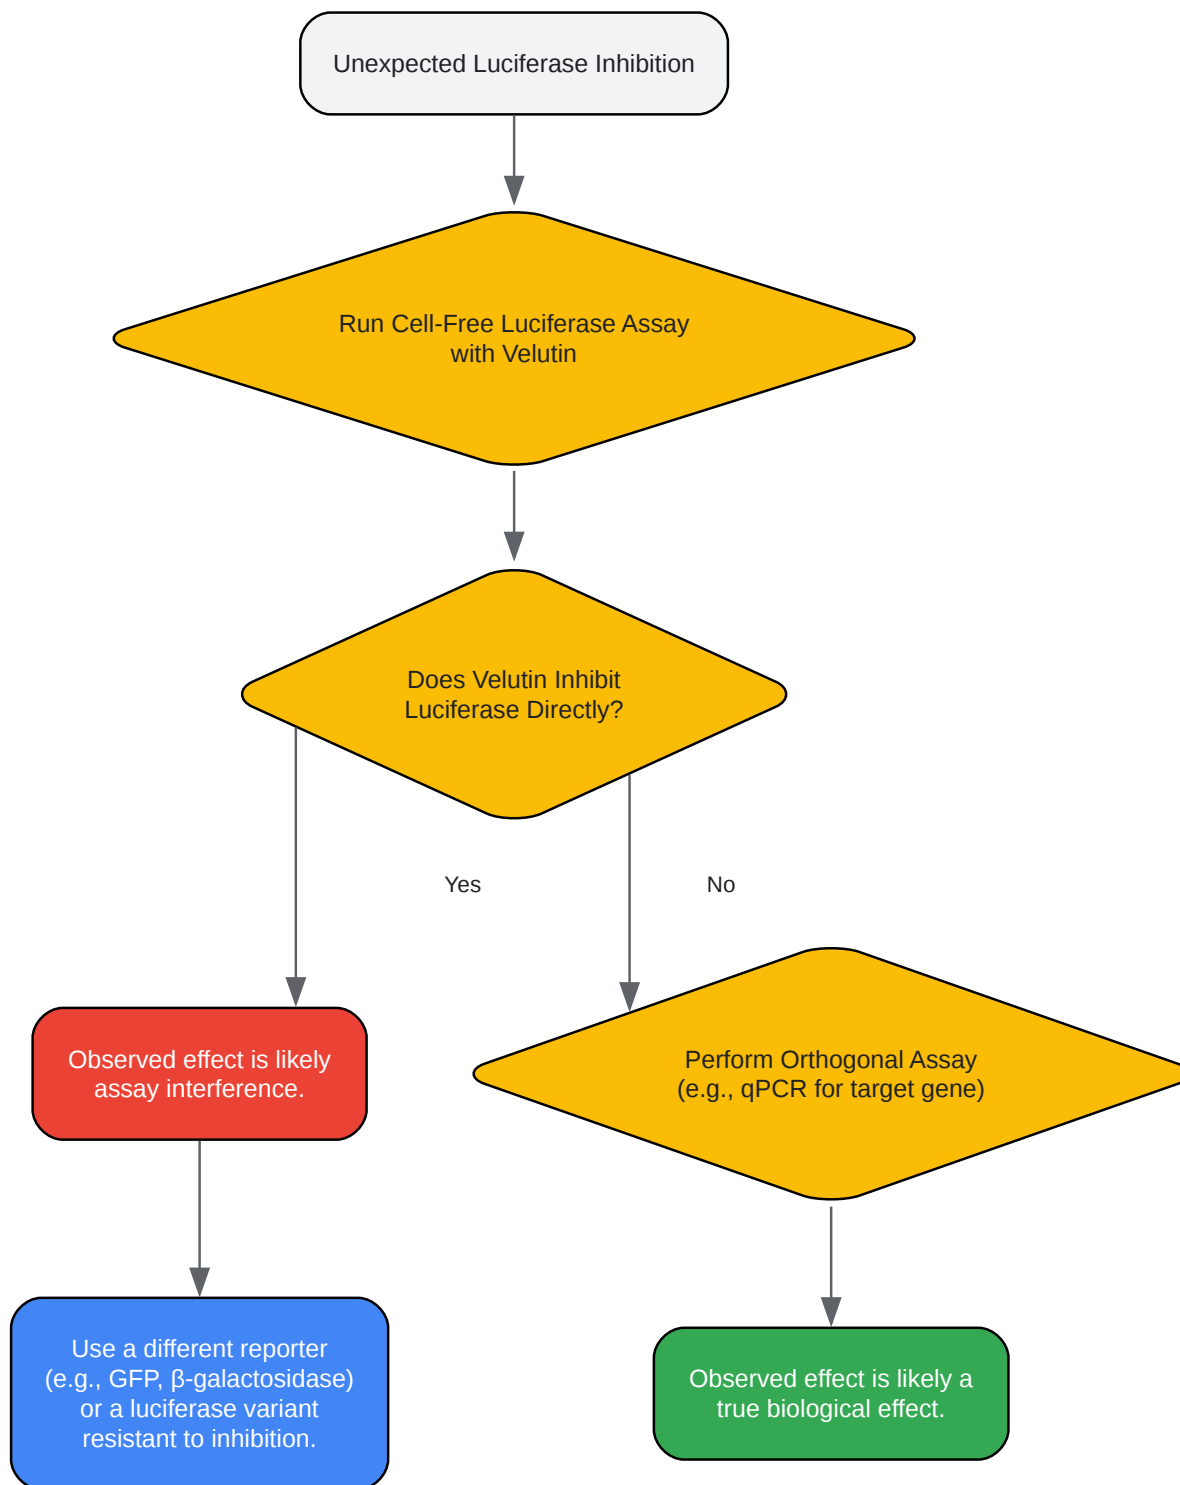 Unexpected Luciferase Inhibition
Run Cell-Free Luciferase Assay
with Velutin
Does Velutin Inhibit
Luciferase Directly?
Yes
No
Observed effect is likely
assay interference.
Perform Orthogonal Assay
(e.g., qPCR for target gene)
Use a different reporter
(e.g., GFP, β-galactosidase)
or a luciferase variant
resistant to inhibition.
Observed effect is likely a
true biological effect.